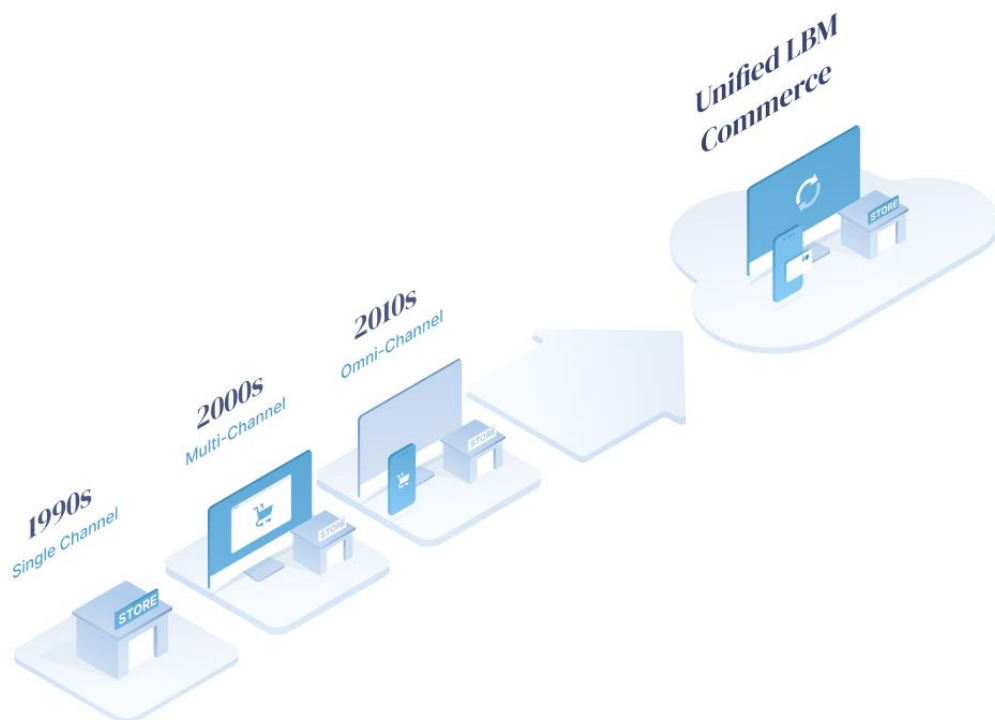 Unified LBM
Commerce
STORE
2010s
Omni-Channel
STORE
2000s
Multi-Channel
STORE
1990s
Single Channel
STORE